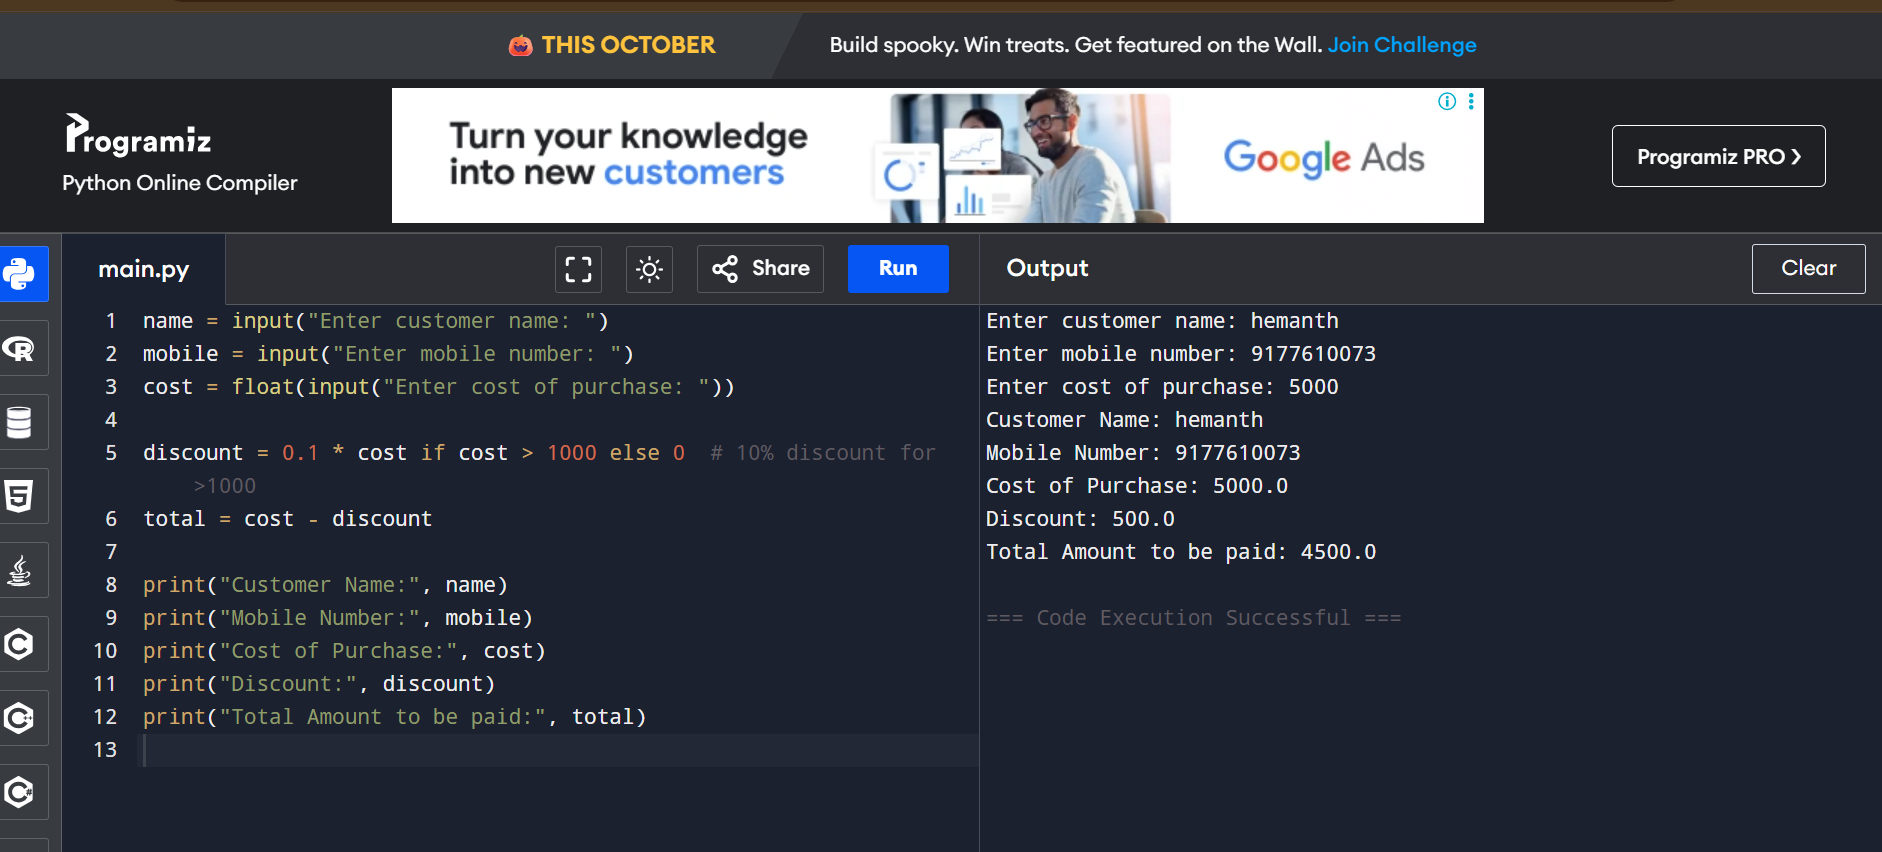 🎃 THIS OCTOBER
Build spooky. Win treats. Get featured on the Wall. Join Challenge
Programiz
Python Online Compiler
Turn your knowledge
into new customers
Google Ads
Programiz PRO ❯
main.py
Share
Run
1 name = input("Enter customer name: ")
2 mobile = input("Enter mobile number: ")
3 cost = float(input("Enter cost of purchase: "))
4
5 discount = 0.1 * cost if cost > 1000 else 0  # 10% discount for
>1000
6 total = cost - discount
7
8 print("Customer Name:", name)
9 print("Mobile Number:", mobile)
10 print("Cost of Purchase:", cost)
11 print("Discount:", discount)
12 print("Total Amount to be paid:", total)
13
Output
Clear
Enter customer name: hemanth
Enter mobile number: 9177610073
Enter cost of purchase: 5000
Customer Name: hemanth
Mobile Number: 9177610073
Cost of Purchase: 5000.0
Discount: 500.0
Total Amount to be paid: 4500.0
=== Code Execution Successful ===
R
5
C
C++
C#